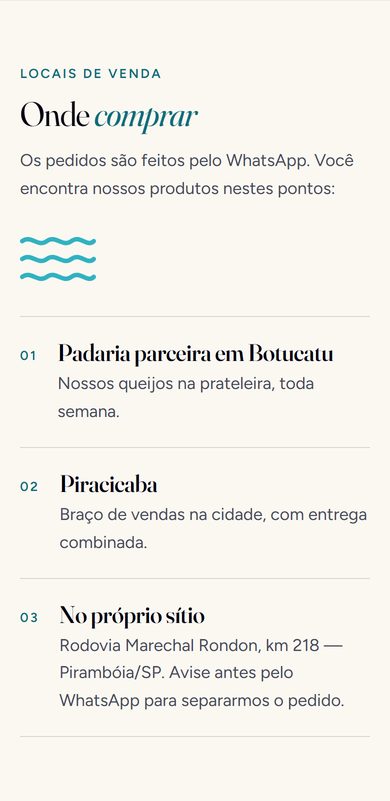 LOCAIS DE VENDA
Onde comprar
Os pedidos são feitos pelo WhatsApp. Você
encontra nossos produtos nestes pontos:
01 Padaria parceira em Botucatu
Nossos queijos na prateleira, toda
semana.
02 Piracicaba
Braço de vendas na cidade, com entrega
combinada.
03 No próprio sítio
Rodovia Marechal Rondon, km 218 —
Pirambóia/SP. Avise antes pelo
WhatsApp para separarmos o pedido.